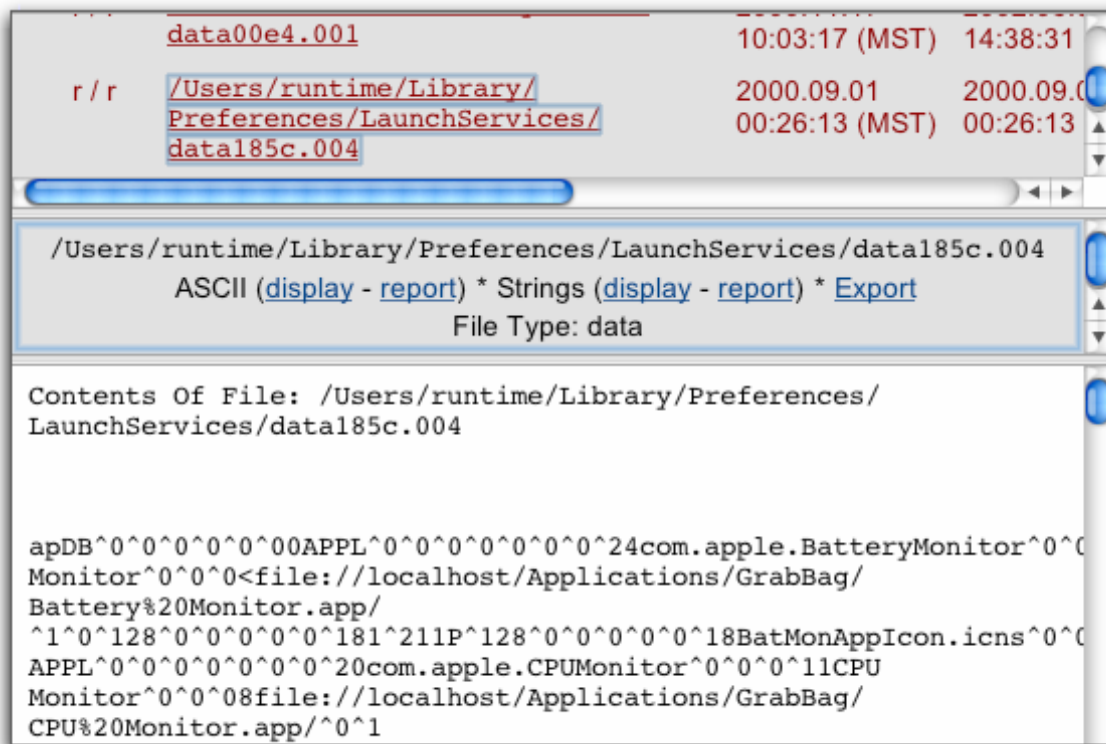 data00e4.001
10:03:17 (MST) 14:38:31
r / r /Users/runtime/Library/ 2000.09.01
Preferences/LaunchServices/ 00:26:13 (MST) 00:26:13
data185c.004
/Users/runtime/Library/Preferences/LaunchServices/data185c.004
ASCII (display - report) * Strings (display - report) * Export
File Type: data
Contents Of File: /Users/runtime/Library/Preferences/
LaunchServices/data185c.004
apDB^0^0^0^0^0^00APPL^0^0^0^0^0^0^0^24com.apple.BatteryMonitor^0^0
Monitor^0^0^0<file://localhost/Applications/GrabBag/
Battery%20Monitor.app/
^1^0^128^0^0^0^0^0^181^211P^128^0^0^0^0^0^18BatMonAppIcon.icns^0^0
APPL^0^0^0^0^0^0^0^20com.apple.CPUMonitor^0^0^0^11CPU
Monitor^0^0^08file://localhost/Applications/GrabBag/
CPU%20Monitor.app/^0^1